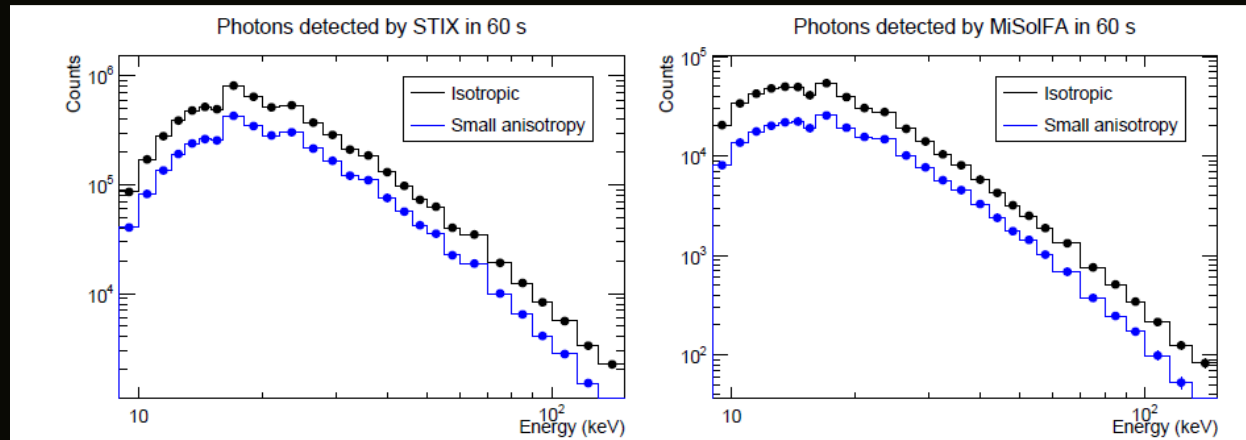 Photons detected by STIX in 60 s
Counts
10^6
10^5
10^4
Isotropic
Small anisotropy
10
10^2
Energy (keV)
Photons detected by MiSolFA in 60 s
Counts
10^5
10^4
10^3
10^2
Isotropic
Small anisotropy
10
10^2
Energy (keV)